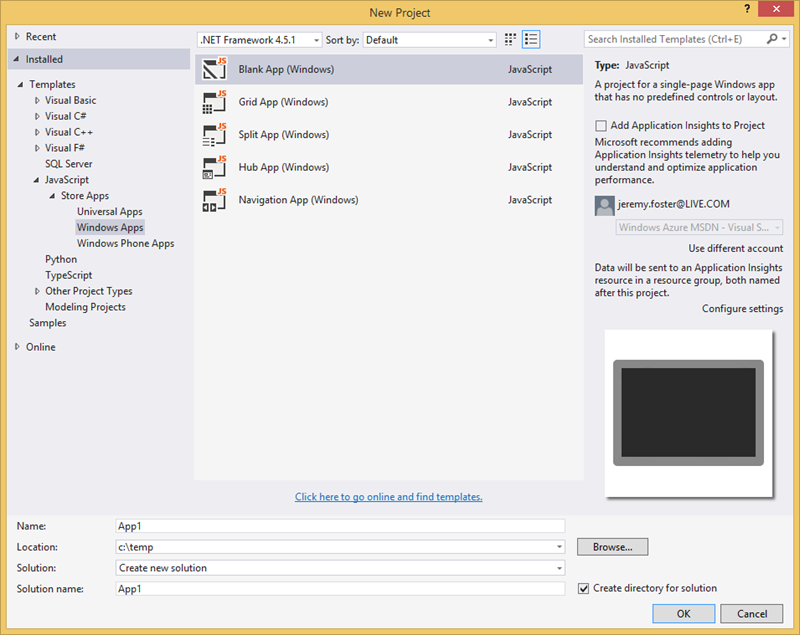 New Project
?
Recent
Installed
Templates
Visual Basic
Visual C#
Visual C++
Visual F#
SQL Server
JavaScript
Store Apps
Universal Apps
Windows Apps
Windows Phone Apps
Python
TypeScript
Other Project Types
Modeling Projects
Samples
Online
.NET Framework 4.5.1 Sort by: Default
JS Blank App (Windows) JavaScript
JS Grid App (Windows) JavaScript
JS Split App (Windows) JavaScript
JS Hub App (Windows) JavaScript
JS Navigation App (Windows) JavaScript
Click here to go online and find templates.
Search Installed Templates (Ctrl+E)
Type: JavaScript
A project for a single-page Windows app
that has no predefined controls or layout.
Add Application Insights to Project
Microsoft recommends adding
Application Insights telemetry to help you
understand and optimize application
performance.
jeremy.foster@LIVE.COM
Windows Azure MSDN - Visual S...
Use different account
Data will be sent to an Application Insights
resource in a resource group, both named
after this project.
Configure settings
Name: App1
Location: c:\temp Browse...
Solution: Create new solution
Solution name: App1 Create directory for solution
OK Cancel